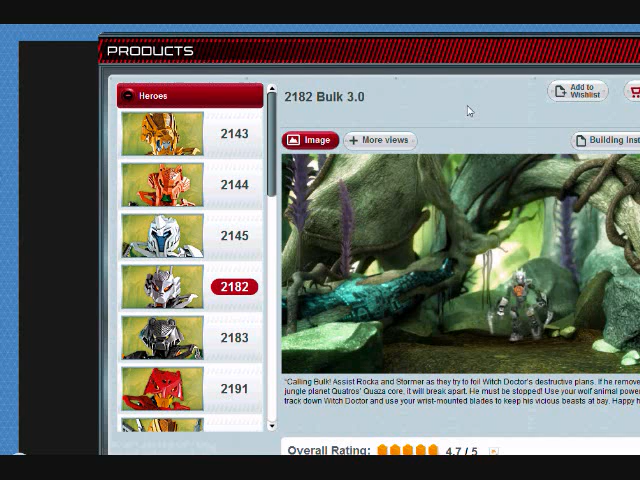 PRODUCTS
Heroes
2143
2144
2145
2182
2183
2191
2182 Bulk 3.0
Add to
Wishlist
Image
More views
Building Inst
"Calling Bulk! Assist Rocka and Stormer as they try to foil Witch Doctor's destructive plans. If he remove
jungle planet Quatros' Quaza core, it will break apart. He must be stopped! Use your wolf animal powe
track down Witch Doctor and use your wrist-mounted blades to keep his vicious beasts at bay. Happy h
Overall Rating: 4.7 / 5